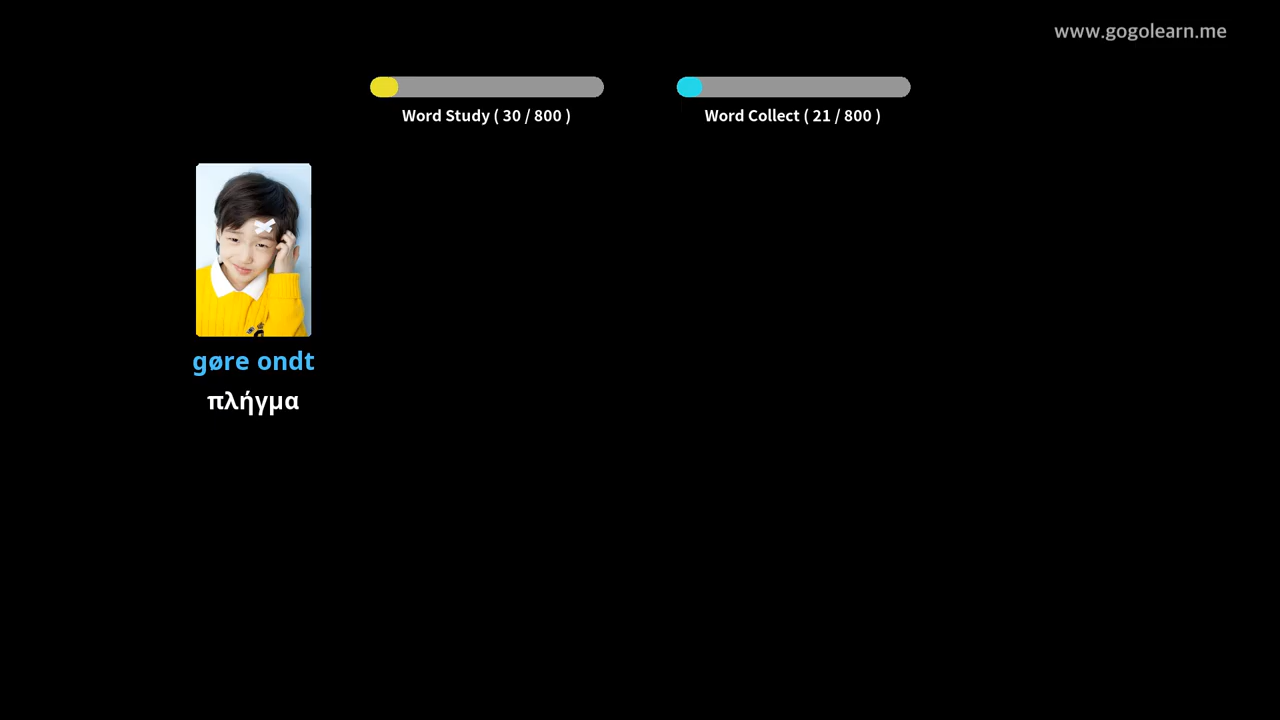 www.gogolearn.me
Word Study ( 30 / 800 )
Word Collect ( 21 / 800 )
gøre ondt
πλήγμα